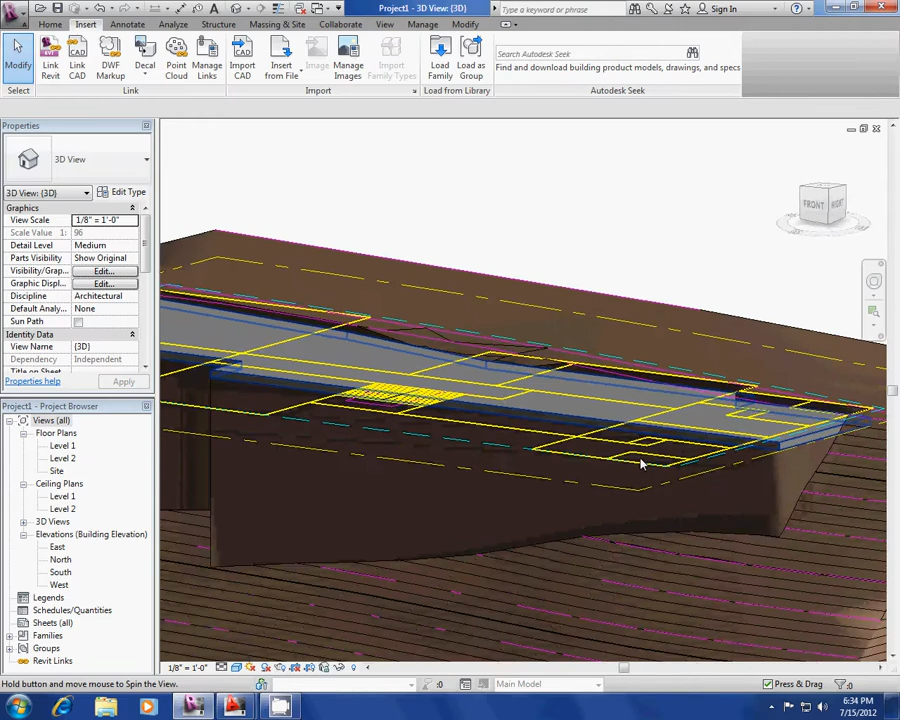 Project1 - 3D View: {3D}
Type a keyword or phrase
Sign In
Insert
Annotate
Analyze
Structure
Massing & Site
Collaborate
View
Manage
Modify
Modify
Link Revit
Link CAD
Decal
DWF Markup
Point Cloud
Manage Links
Import CAD
Insert from File
Image
Manage Images
Import Family Types
Load Family
Load as Group
Search Autodesk Seek
Find and download building product models, drawings, and specs
Select
Link
Import
Load from Library
Autodesk Seek
Properties
3D View
3D View: {3D}
Edit Type
Graphics
View Scale 1/8" = 1'-0"
Scale Value 1: 96
Detail Level Medium
Parts Visibility Show Original
Visibility/Grap... Edit...
Graphic Displ... Edit...
Discipline Architectural
Default Analy... None
Sun Path
Identity Data
View Name {3D}
Dependency Independent
Title on Sheet
Properties help
Apply
Project1 - Project Browser
Views (all)
Floor Plans
Level 1
Level 2
Site
Ceiling Plans
Level 1
Level 2
3D Views
Elevations (Building Elevation)
East
North
South
West
Legends
Schedules/Quantities
Sheets (all)
Families
Groups
Revit Links
FRONT
RIGHT
1/8" = 1'-0"
Hold button and move mouse to Spin the View.
:0
Main Model
Press & Drag
:0
6:34 PM
7/15/2012